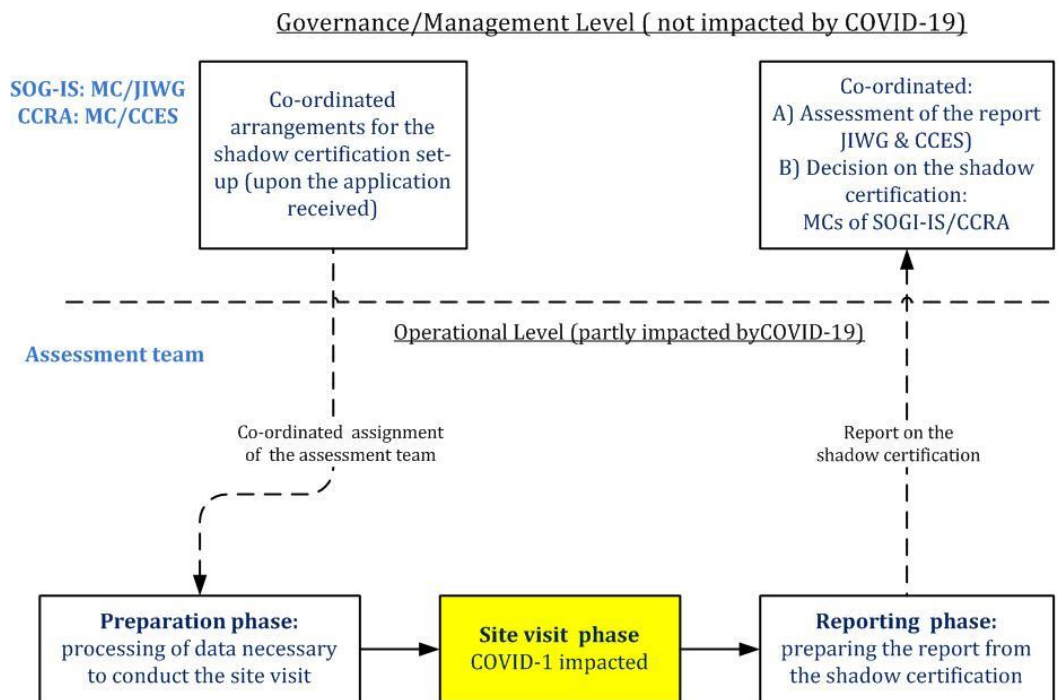 Governance/Management Level ( not impacted by COVID-19)
SOG-IS: MC/JIWG
CCRA: MC/CCES
Co-ordinated
arrangements for the
shadow certification set-
up (upon the application
received)
Co-ordinated:
A) Assessment of the report
JIWG & CCES)
B) Decision on the shadow
certification:
MCs of SOGI-IS/CCRA
Operational Level (partly impacted byCOVID-19)
Assessment team
Co-ordinated assignment
of the assessment team
Report on the
shadow certification
Preparation phase:
processing of data necessary
to conduct the site visit
Site visit phase
COVID-1 impacted
Reporting phase:
preparing the report from
the shadow certification